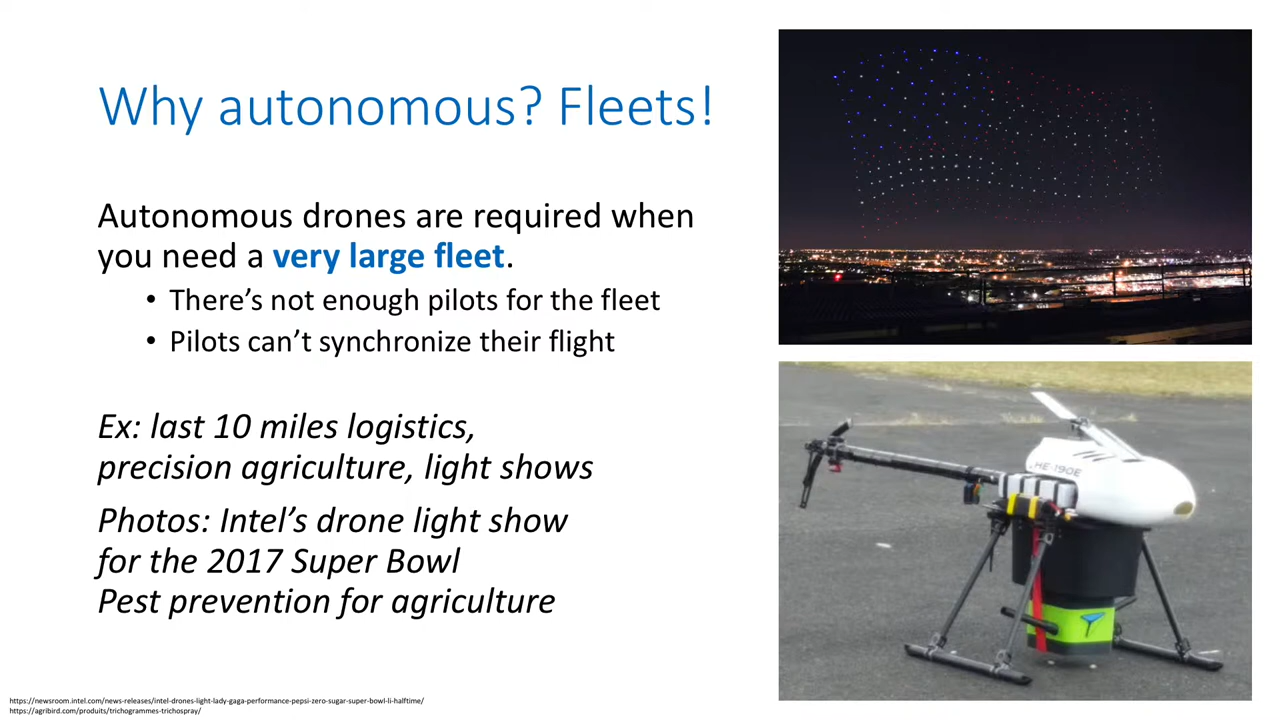 Why autonomous? Fleets!
Autonomous drones are required when
you need a very large fleet.
• There's not enough pilots for the fleet
• Pilots can't synchronize their flight
Ex: last 10 miles logistics,
precision agriculture, light shows
Photos: Intel's drone light show
for the 2017 Super Bowl
Pest prevention for agriculture
HE-190E
https://newsroom.intel.com/news-releases/intel-drones-light-lady-gaga-performance-pepsi-zero-sugar-super-bowl-li-halftime/
https://agribird.com/produits/trichogrammes-trichospray/